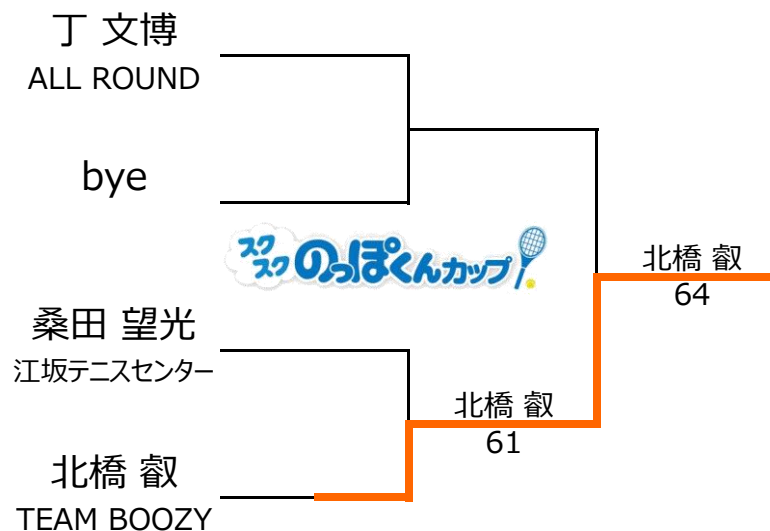 丁 文博
ALL ROUND
bye
スクスク のっぽくんカップ!
北橋 叡
64
桑田 望光
江坂テニスセンター
北橋 叡
61
北橋 叡
TEAM BOOZY